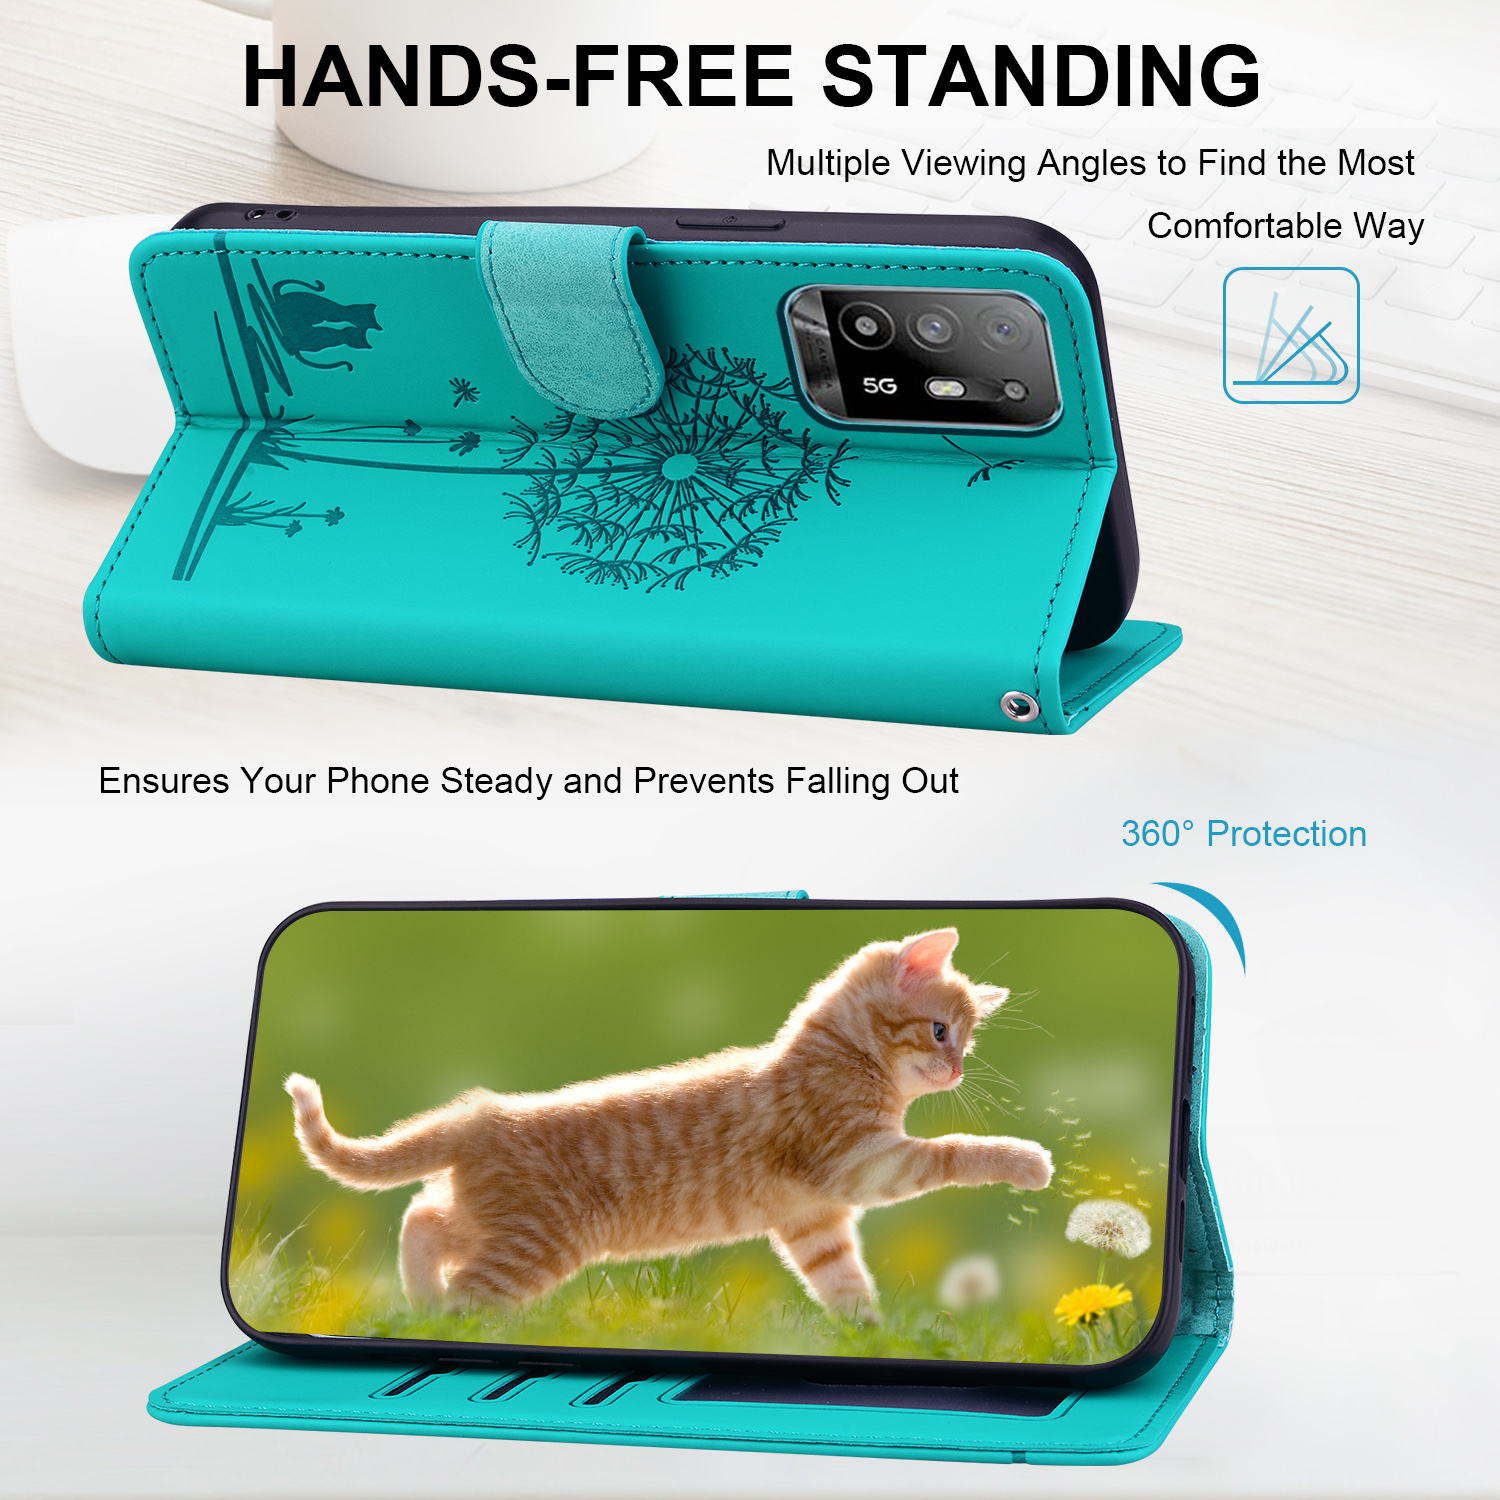 HANDS-FREE STANDING
Multiple Viewing Angles to Find the Most
Comfortable Way
CAMERA
5G
Ensures Your Phone Steady and Prevents Falling Out
360° Protection